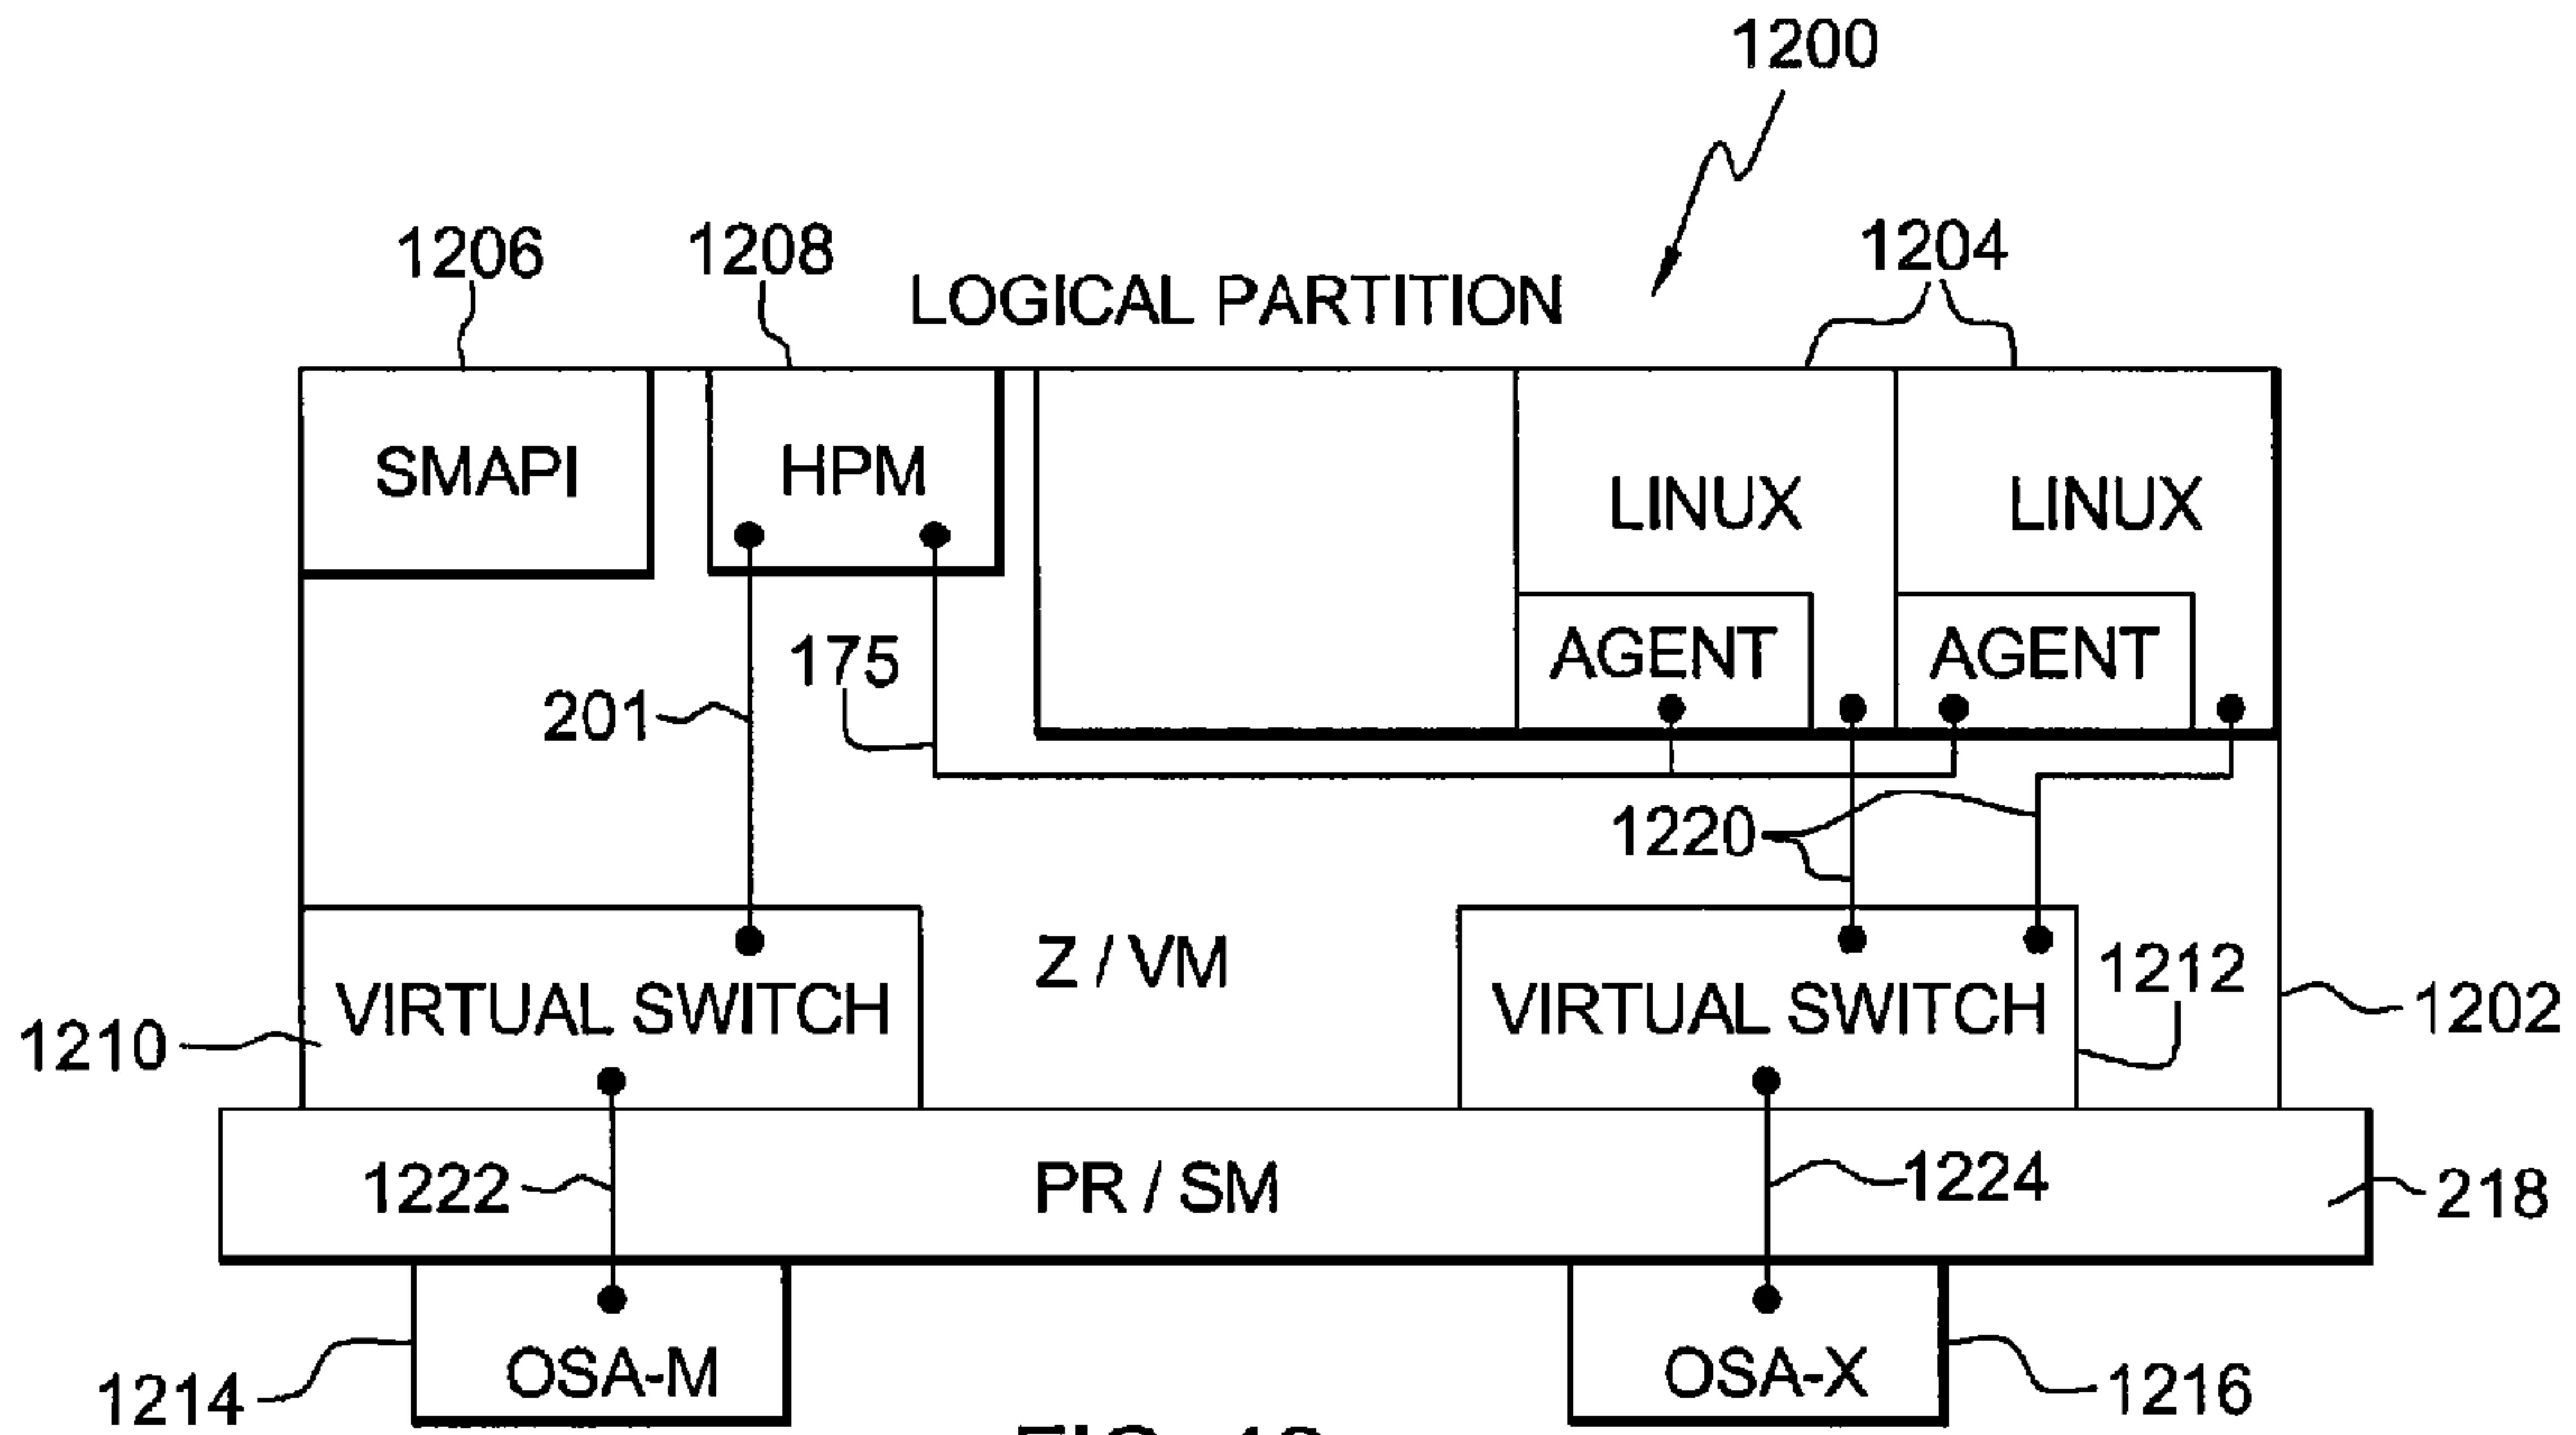 1200
1206
1208
1204
LOGICAL PARTITION
SMAPI
HPM
LINUX
LINUX
AGENT
AGENT
175
201
1220
Z / VM
VIRTUAL SWITCH
VIRTUAL SWITCH
1212
1210
1202
1222
PR / SM
1224
218
1214
OSA-M
OSA-X
1216